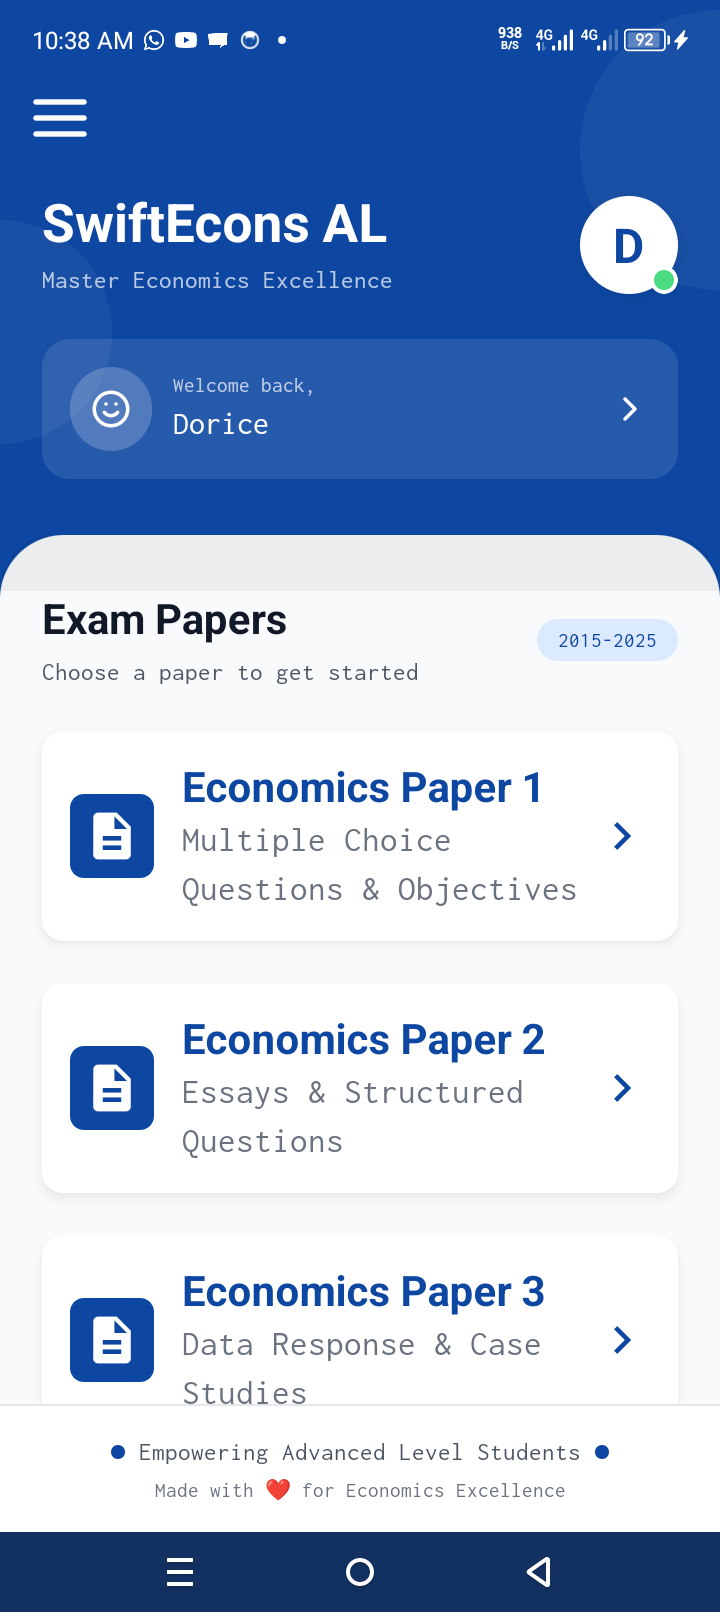 10:38 AM
938
B/S
4G
4G
92
SwiftEcons AL
Master Economics Excellence
D
Welcome back,
Dorice
Exam Papers
2015-2025
Choose a paper to get started
Economics Paper 1
Multiple Choice
Questions & Objectives
Economics Paper 2
Essays & Structured
Questions
Economics Paper 3
Data Response & Case
Studies
Empowering Advanced Level Students
Made with ❤️ for Economics Excellence